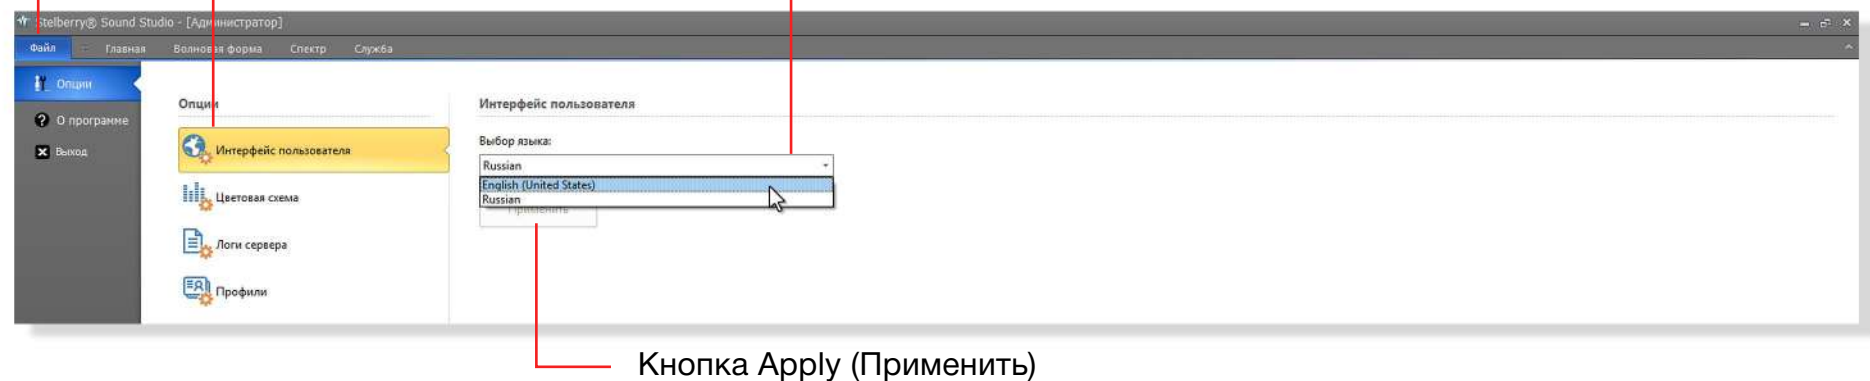 Stelberry® Sound Studio - [Администратор]
Файл Главная Волновая форма Спектр Служба
Опции
О программе
Выход
Опции
Интерфейс пользователя
Цветовая схема
Логи сервера
Профили
Интерфейс пользователя
Выбор языка:
Russian
English (United States)
Russian
Применить
Кнопка Apply (Применить)